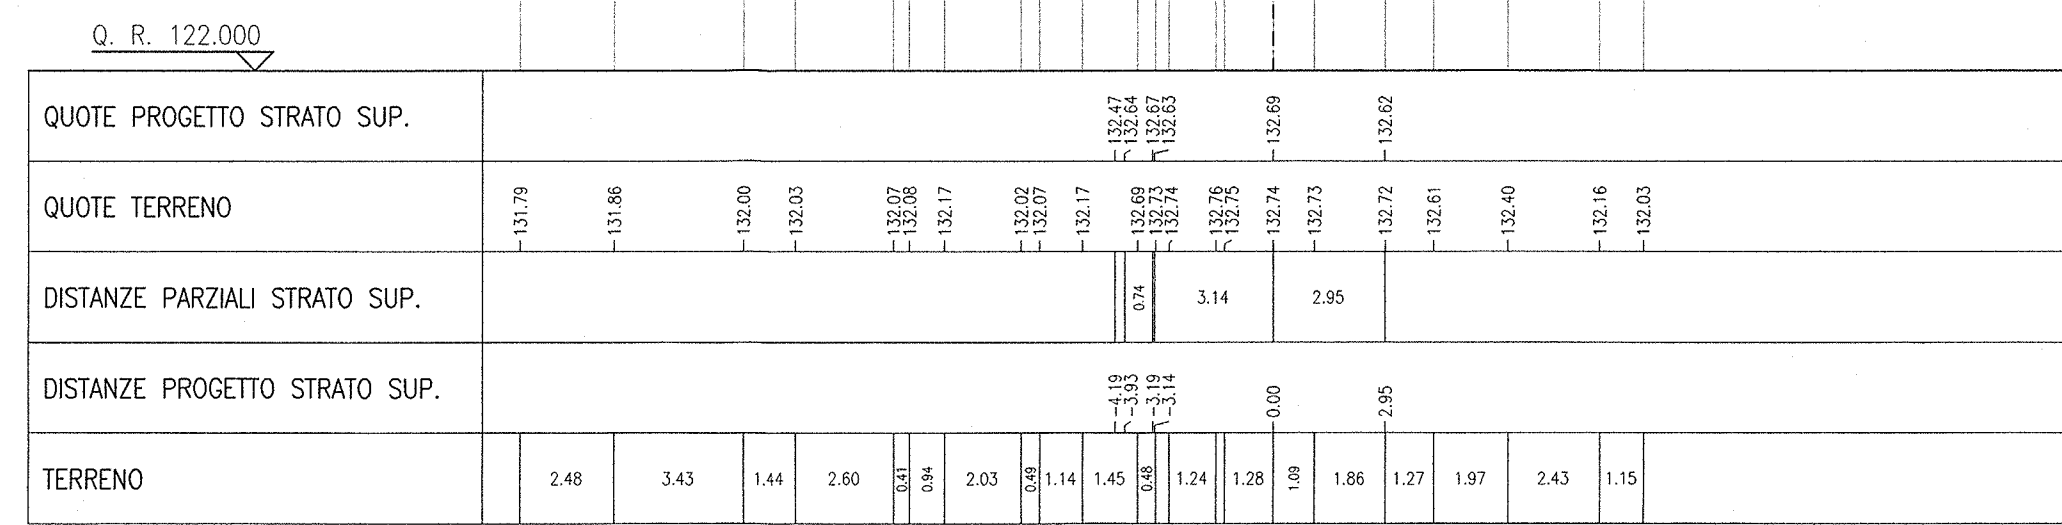 Q. R. 122.000
QUOTE PROGETTO STRATO SUP. 132.47 132.64 132.67 132.63 132.69 132.62
QUOTE TERRENO 131.79 131.86 132.00 132.03 132.07 132.08 132.17 132.02 132.07 132.17 132.69 132.73 132.74 132.76 132.75 132.74 132.73 132.72 132.61 132.40 132.16 132.03
DISTANZE PARZIALI STRATO SUP. 0.74 3.14 2.95
DISTANZE PROGETTO STRATO SUP. -4.19 -3.93 -3.19 -3.14 0.00 2.95
TERRENO 2.48 3.43 1.44 2.60 0.41 0.94 2.03 0.49 1.14 1.45 0.48 1.24 1.28 1.09 1.86 1.27 1.97 2.43 1.15